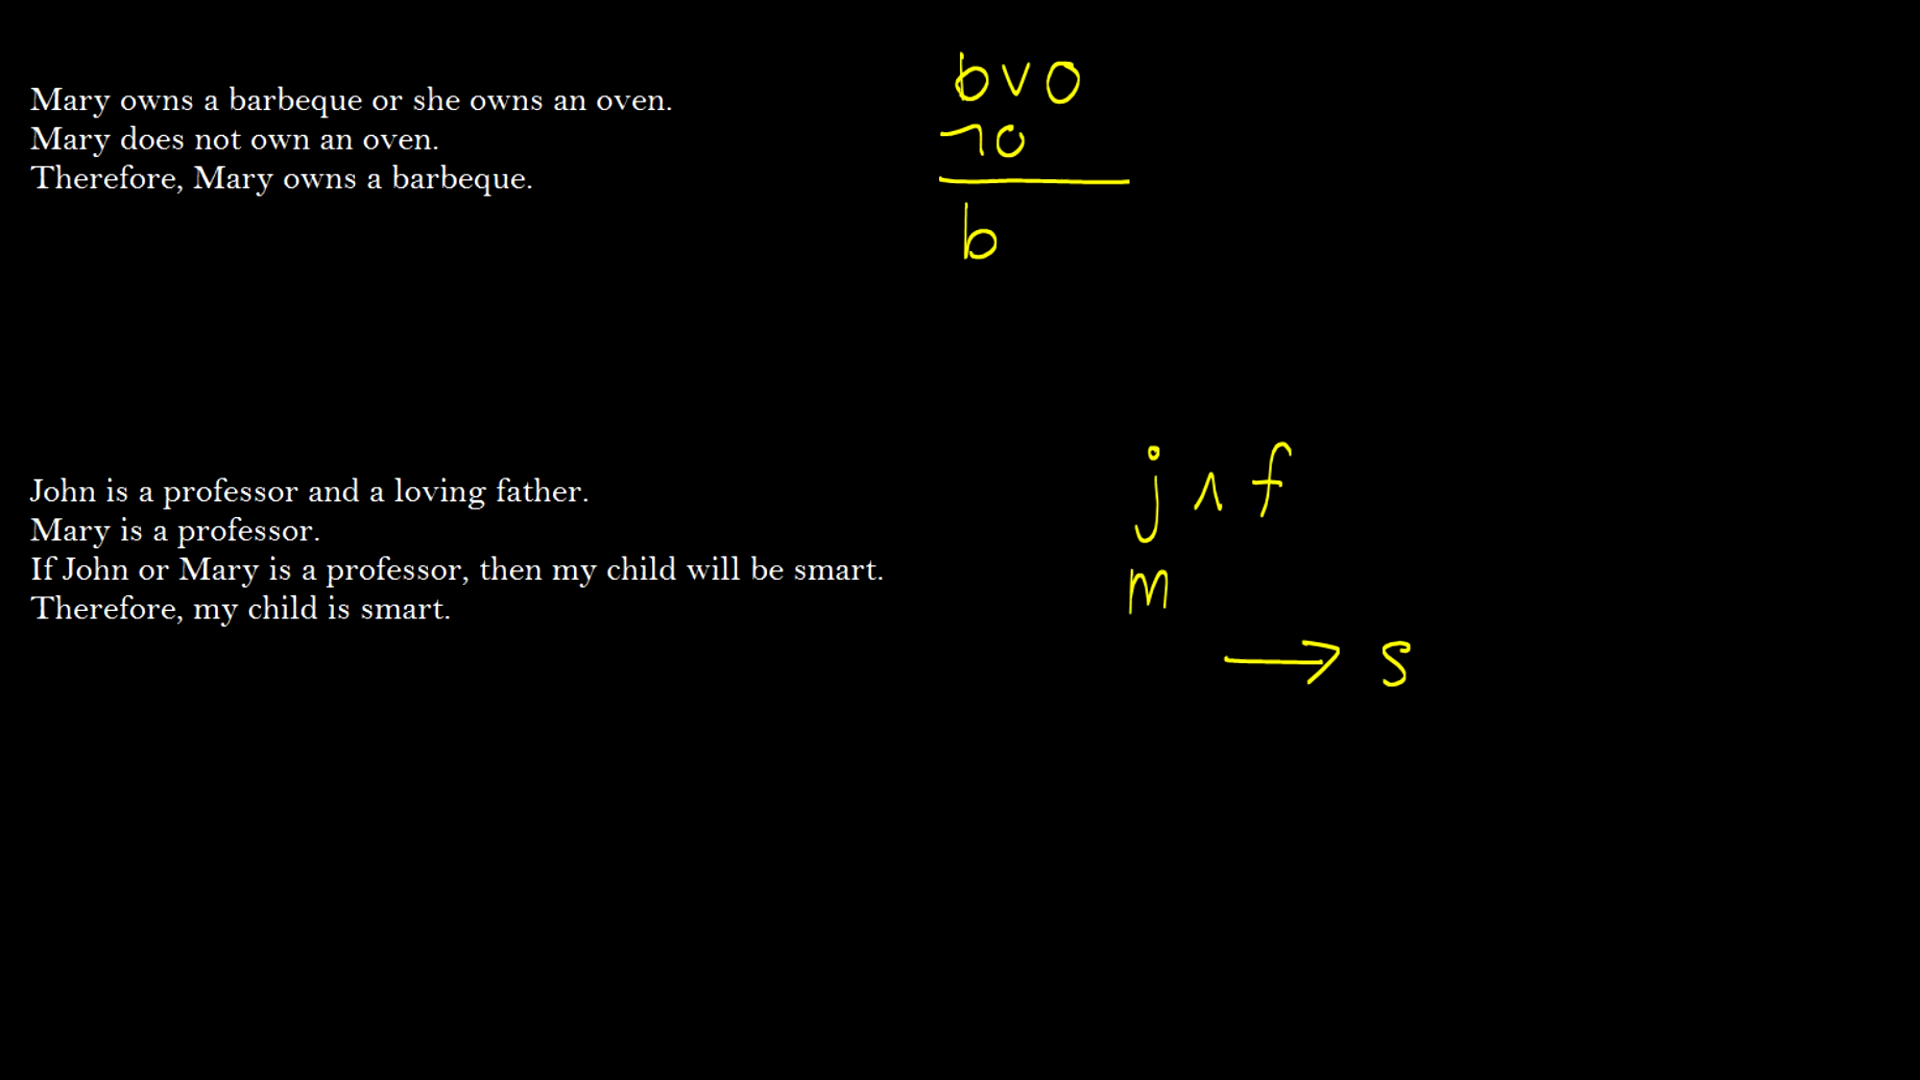 Mary owns a barbeque or she owns an oven.
Mary does not own an oven.
Therefore, Mary owns a barbeque.
b ∨ o
¬o
b
John is a professor and a loving father.
Mary is a professor.
If John or Mary is a professor, then my child will be smart.
Therefore, my child is smart.
j ∧ f
m
→ s